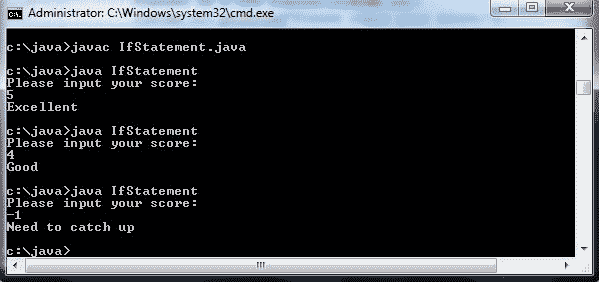 Administrator: C:\Windows\system32\cmd.exe
c:\java>javac IfStatement.java
c:\java>java IfStatement
Please input your score:
5
Excellent
c:\java>java IfStatement
Please input your score:
4
Good
c:\java>java IfStatement
Please input your score:
-1
Need to catch up
c:\java>